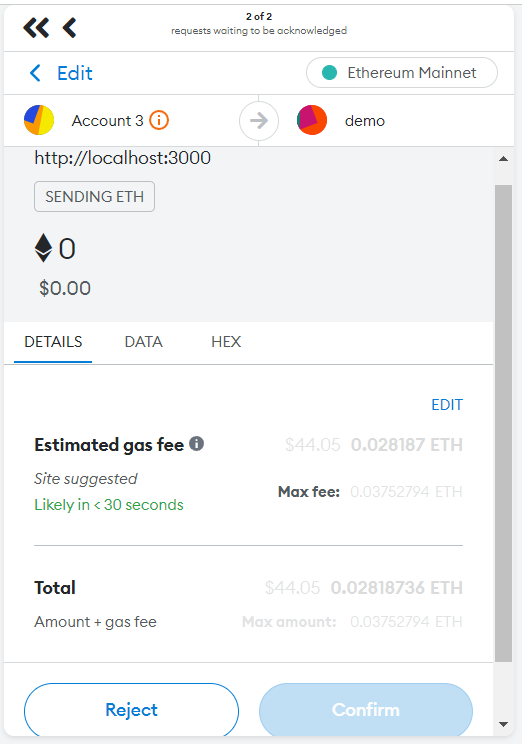 2 of 2
requests waiting to be acknowledged
Edit
Ethereum Mainnet
Account 3
demo
http://localhost:3000
SENDING ETH
0
$0.00
DETAILS DATA HEX
EDIT
Estimated gas fee $44.05 0.028187 ETH
Site suggested
Max fee: 0.03752794 ETH
Likely in < 30 seconds
Total $44.05 0.02818736 ETH
Amount + gas fee Max amount: 0.03752794 ETH
Reject Confirm